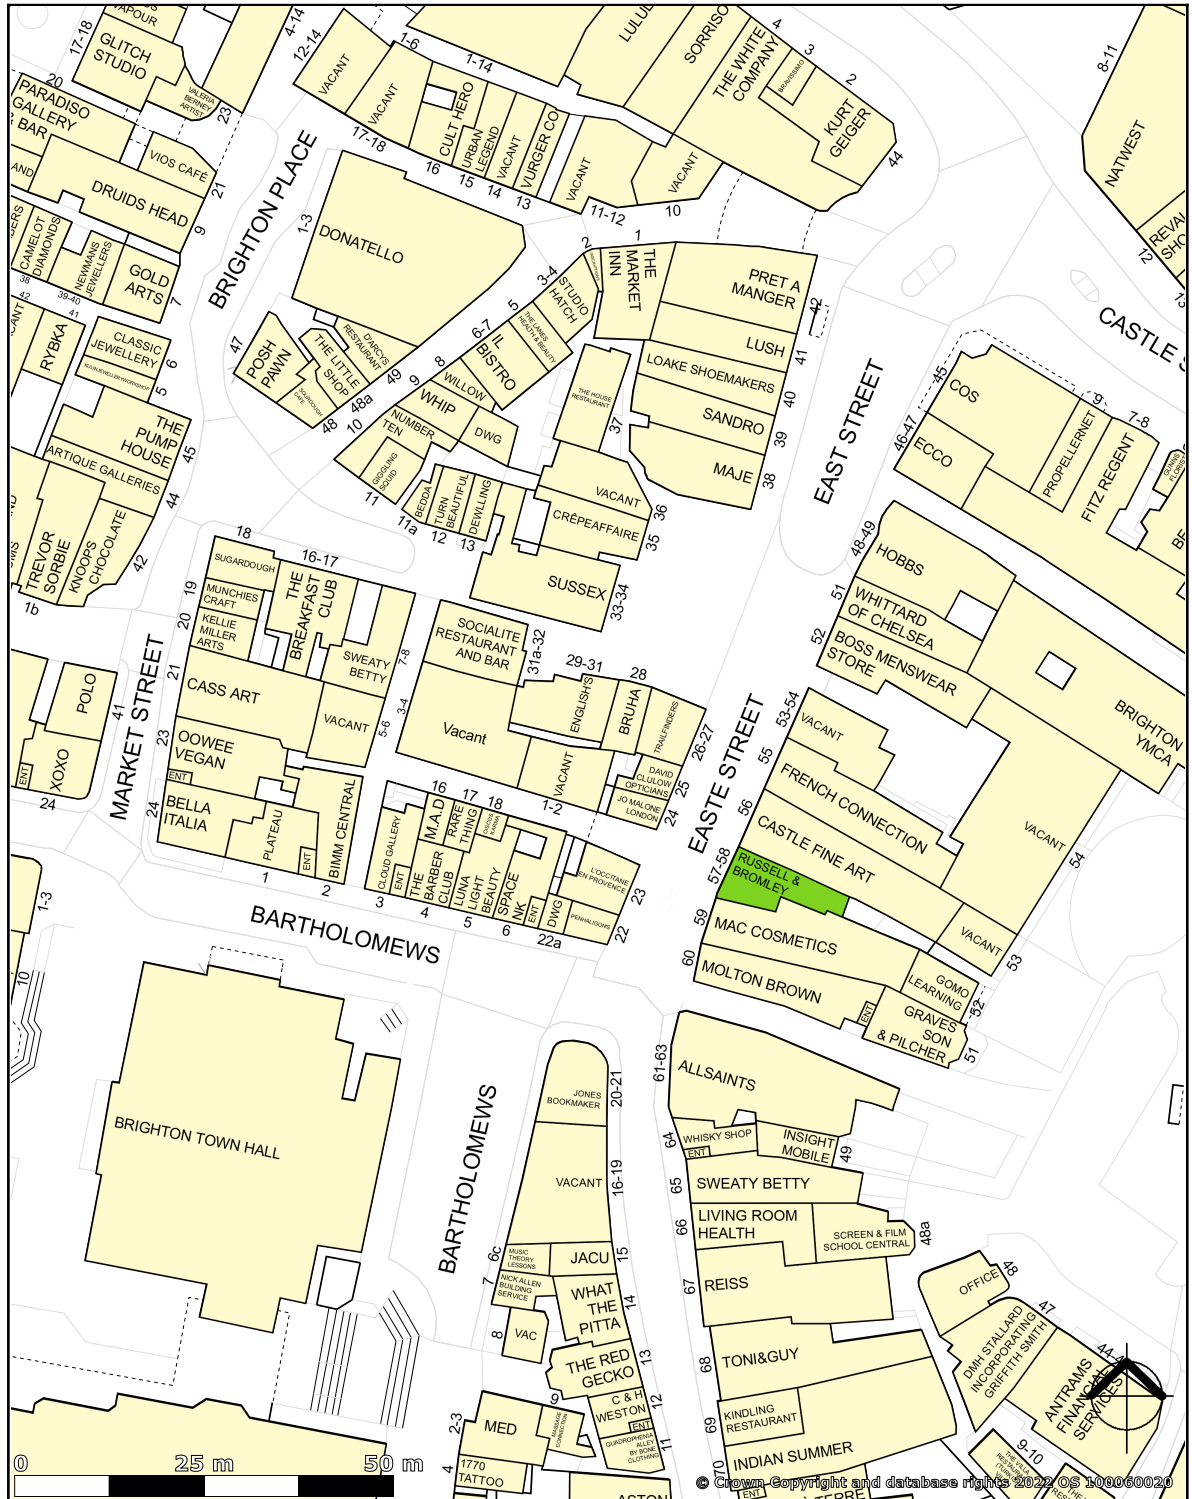 17-18
VAPOUR
GLITCH
STUDIO
4-14
12-14
VACANT
VACANT
1-6
1-14
LULUL
SORRISO
THE WHITE
COMPANY
4
3
BRAVISSIMO
2
KURT
GEIGER
44
8-11
NATWEST
12
13
CASTLE S
20
PARADISO
GALLERY
& BAR
VALERIA
BERNEY
ARTIST
23
VIOS CAFÉ
21
AND
DRUIDS HEAD
9
CAMELOT
DIAMONDS
NEWMANS
JEWELLERS
GOLD
ARTS
7
38
39-40
42
41
BRIGHTON PLACE
17-18
CULT HERO
URBAN
LEGEND
VACANT
VURGER CO
VACANT
VACANT
16
15
14
13
11-12
10
1-3
DONATELLO
RYBKA
CLASSIC
JEWELLERY
6
5
THE
PUMP
HOUSE
45
ARTIQUE GALLERIES
44
TREVOR
SORBIE
KNOOPS
CHOCOLATE
42
1b
47
POSH
PAWN
THE LITTLE
SHOP
D'ARCYS
RESTAURANT
SOURDOUGH
CAFE
48
48a
49
2
1
3-4
5
6-7
8
9
10
STUDIO
HATCH
THE LANES
HEALTH & BEAUTY
IL
BISTRO
WILLOW
WHIP
NUMBER
TEN
DWG
GIGGLING
SQUID
11
11a
BEDDA
TURN
BEAUTIFUL
DEWLLING
12
13
THE
MARKET
INN
PRET A
MANGER
42
LUSH
41
LOAKE SHOEMAKERS
40
SANDRO
39
MAJE
38
THE HOUSE
RESTAURANT
37
VACANT
36
CRÊPEAFFAIRE
35
SUSSEX
33-34
EAST STREET
45
COS
46-47
ECCO
9
7-8
PROPELLERNET
FITZ REGENT
48-49
HOBBS
51
WHITTARD
OF CHELSEA
52
BOSS MENSWEAR
STORE
BRIGHTON
YMCA
18
SUGARDOUGH
19
MUNCHIES
CRAFT
20
KELLIE
MILLER
ARTS
21
16-17
THE
BREAKFAST
CLUB
SWEATY
BETTY
7-8
CASS ART
VACANT
5-6
3-4
23
OOWEE
VEGAN
ENT
24
BELLA
ITALIA
PLATEAU
ENT
BIMM CENTRAL
1
2
MARKET STREET
POLO
41
XOXO
ENT
24
SOCIALITE
RESTAURANT
AND BAR
31a-32
29-31
28
ENGLISH'S
BRUHA
TRAILFINDERS
26-27
Vacant
VACANT
1-2
DAVID
CLULOW
OPTICIANS
25
JO MALONE
LONDON
24
16
17
18
CLOUD GALLERY
ENT
M.A.D
RARE
THING
THE
BARBER
CLUB
LUNA
LIGHT
BEAUTY
SPACE
NK
ENT
DWG
L'OCCITANE
EN PROVENCE
23
PENHALIGONS
22
22a
3
4
5
6
BARTHOLOMEWS
EASTE STREET
53-54
VACANT
55
FRENCH CONNECTION
56
CASTLE FINE ART
VACANT
54
57-58
RUSSELL &
BROMLEY
59
MAC COSMETICS
VACANT
53
60
MOLTON BROWN
GOMO
LEARNING
52
ENT
GRAVES
SON
& PILCHER
51
1-3
10
BRIGHTON TOWN HALL
BARTHOLOMEWS
JONES
BOOKMAKER
20-21
VACANT
16-19
6c
MUSIC
THEORY
LESSONS
JACU
15
7
NICK ALLEN
BUILDING
SERVICE
WHAT
THE
PITTA
14
8
VAC
THE RED
GECKO
13
9
C & H
WESTON
12
ENT
QUADROPHENIA
ALLEY
BY BONE
CLOTHING
11
2-3
MED
MASSAGE
CONNECTION
4
1770
TATTOO
ASTON
61-63
ALLSAINTS
64
WHISKY SHOP
ENT
INSIGHT
MOBILE
49
65
SWEATY BETTY
66
LIVING ROOM
HEALTH
SCREEN & FILM
SCHOOL CENTRAL
48a
67
REISS
68
TONI&GUY
69
KINDLING
RESTAURANT
70
INDIAN SUMMER
ENT
TERRE
OFFICE
48
47
DMH STALLARD
INCORPORATING
GRIFFITH SMITH
44-4
ANTRAMS
FINANCIAL
SERVICES
9-10
0
25 m
50 m
© Crown Copyright and database rights 2022 OS 100060020